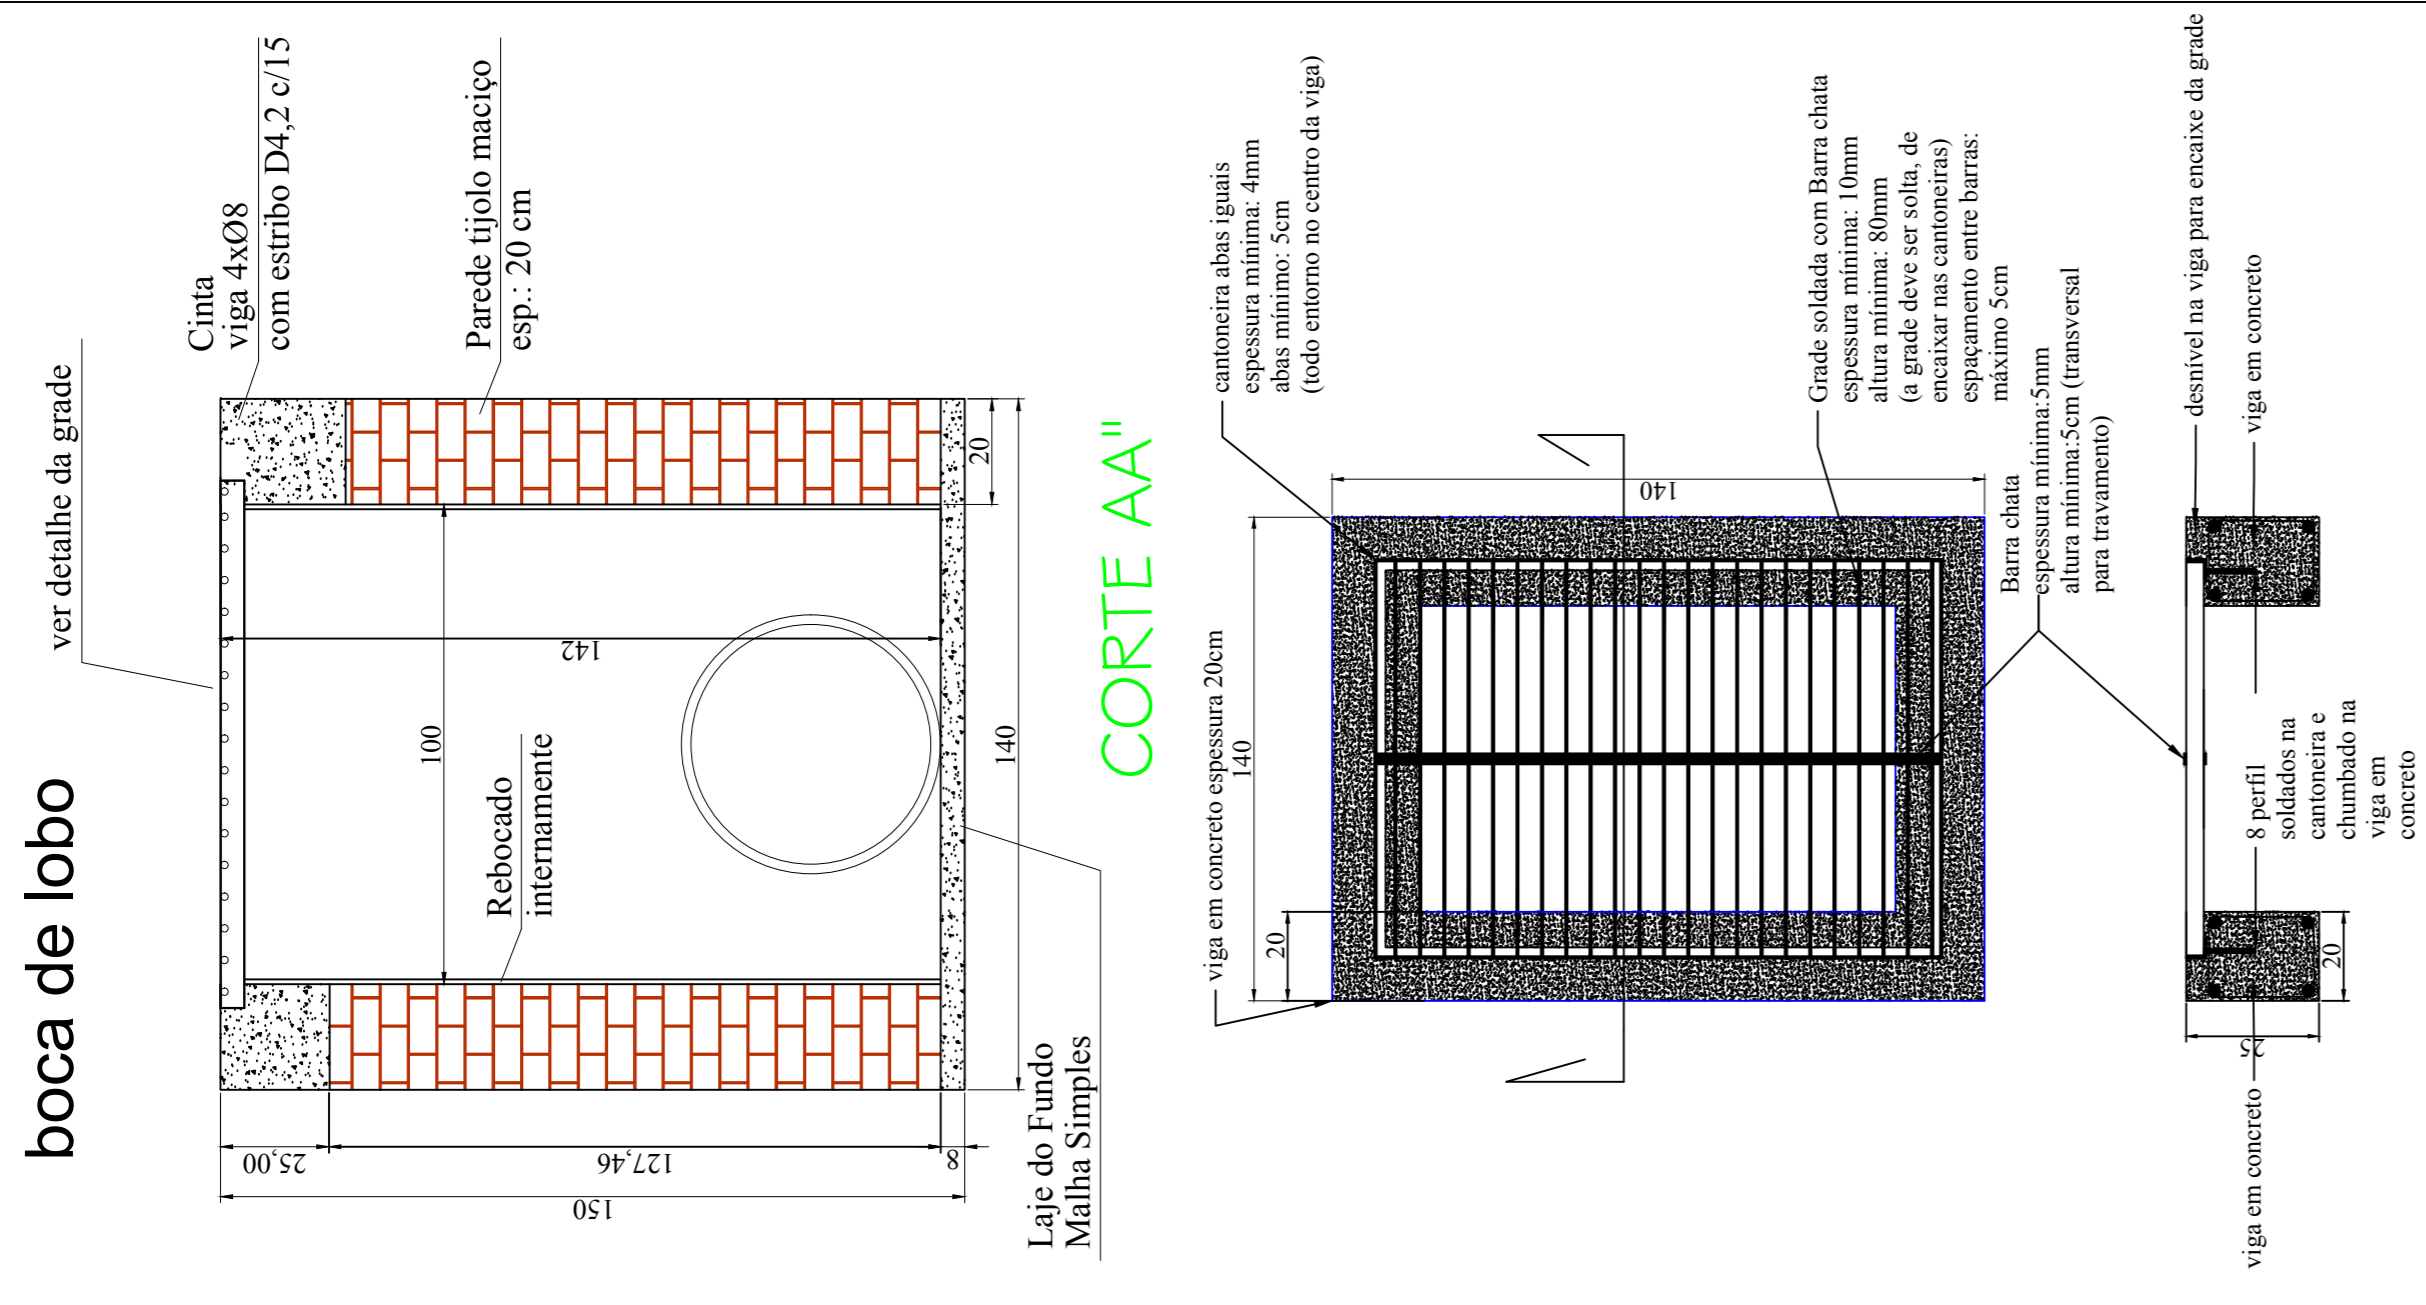 boca de lobo
ver detalhe da grade
Cinta
viga 4xØ8
com estribo D4,2 c/15
Parede tijolo maciço
esp.: 20 cm
Rebocado
internamente
100
142
20
140
25,00
127,46
8
150
Laje do Fundo
Malha Simples
CORTE AA"
viga em concreto espessura 20cm
cantoneira abas iguais
espessura mínima: 4mm
abas mínimo: 5cm
(todo entorno no centro da viga)
140
140
20
Grade soldada com Barra chata
espessura mínima: 10mm
altura mínima: 80mm
(a grade deve ser solta, de
encaixar nas cantoneiras)
espaçamento entre barras:
máximo 5cm
Barra chata
espessura mínima:5mm
altura mínima:5cm (transversal
para travamento)
desnível na viga para encaixe da grade
viga em concreto
8 perfil
soldados na
cantoneira e
chumbado na
viga em
concreto
20
25
viga em concreto